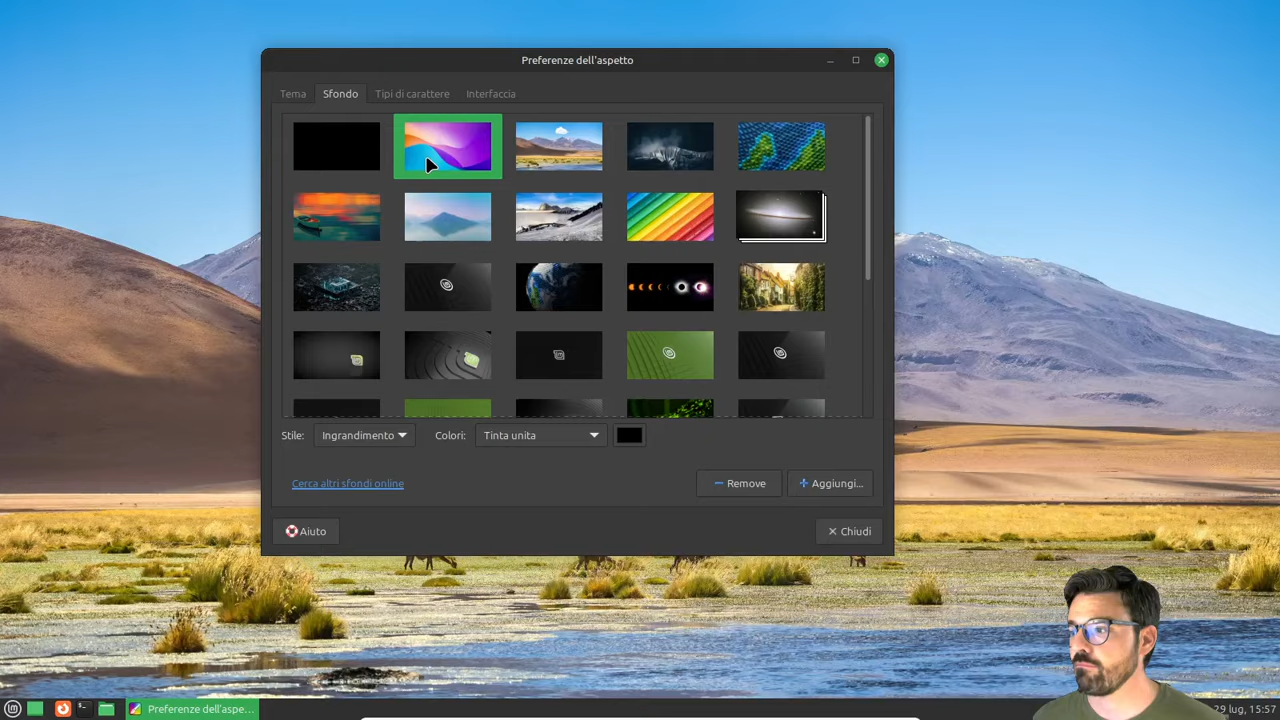 Preferenze dell'aspetto
Tema Sfondo Tipi di carattere Interfaccia
Stile: Ingrandimento Colori: Tinta unita
Cerca altri sfondi online Remove Aggiungi...
Aiuto Chiudi
Preferenze dell'aspe... 29 lug, 15:57